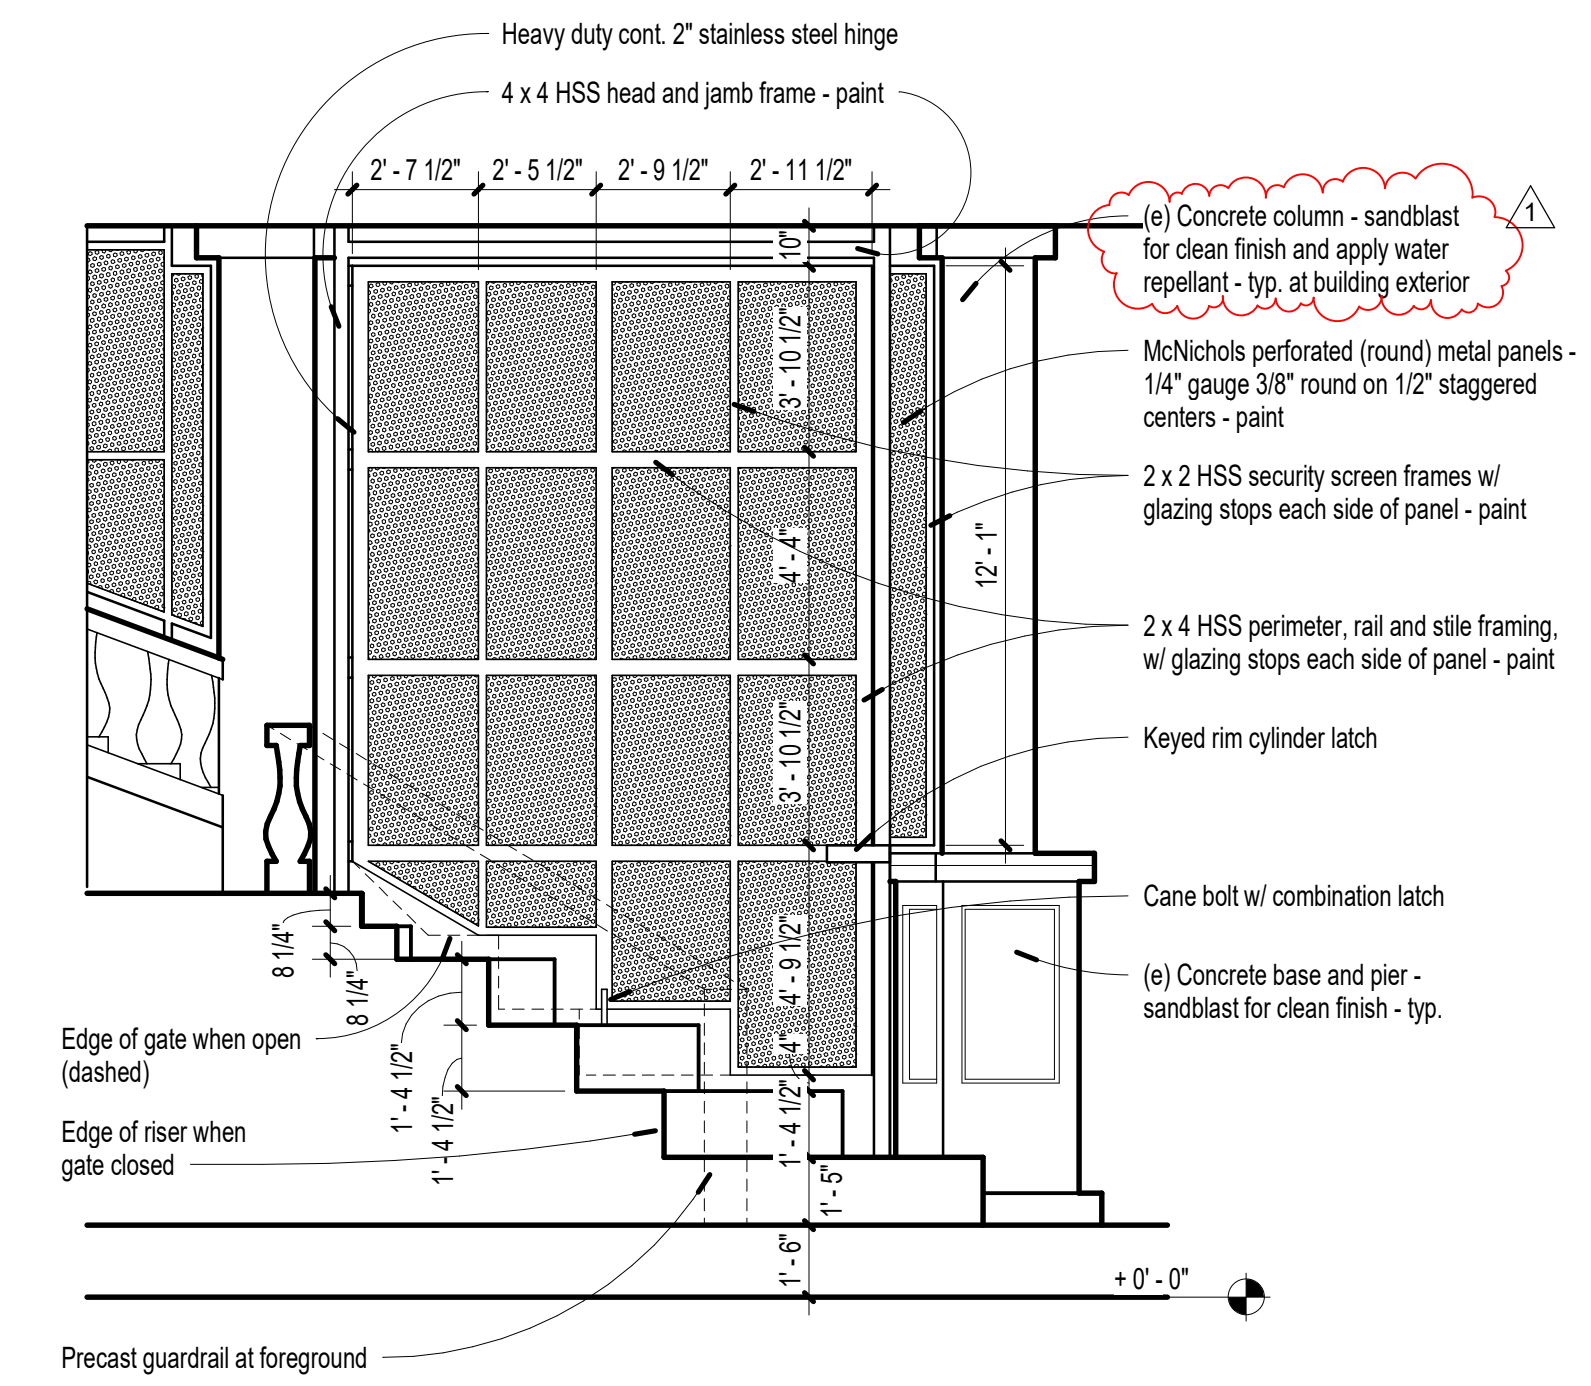 Heavy duty cont. 2" stainless steel hinge
4 x 4 HSS head and jamb frame - paint
2' - 7 1/2"
2' - 5 1/2"
2' - 9 1/2"
2' - 11 1/2"
(e) Concrete column - sandblast
for clean finish and apply water
repellant - typ. at building exterior
1
10"
McNichols perforated (round) metal panels -
1/4" gauge 3/8" round on 1/2" staggered
centers - paint
3' - 10 1/2"
2 x 2 HSS security screen frames w/
glazing stops each side of panel - paint
4' - 4"
12' - 1"
2 x 4 HSS perimeter, rail and stile framing,
w/ glazing stops each side of panel - paint
3' - 10 1/2"
Keyed rim cylinder latch
Cane bolt w/ combination latch
4' - 9 1/2"
8 1/4"
8 1/4"
(e) Concrete base and pier -
sandblast for clean finish - typ.
Edge of gate when open
(dashed)
4"
1' - 4 1/2"
1' - 4 1/2"
1' - 4 1/2"
Edge of riser when
gate closed
1' - 5"
1' - 6"
+ 0' - 0"
Precast guardrail at foreground